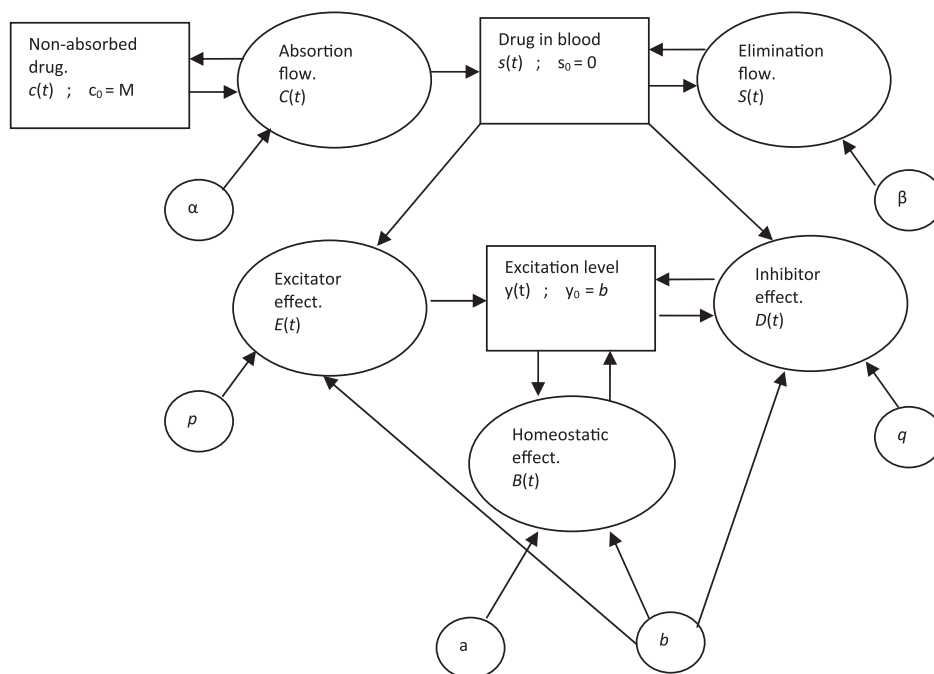 Non-absorbed
drug.
c(t) ; c₀ = M
Absortion
flow.
C(t)
Drug in blood
s(t) ; s₀ = 0
Elimination
flow.
S(t)
α
β
Excitator
effect.
E(t)
Excitation level
y(t) ; y₀ = b
Inhibitor
effect.
D(t)
p
Homeostatic
effect.
B(t)
q
a
b